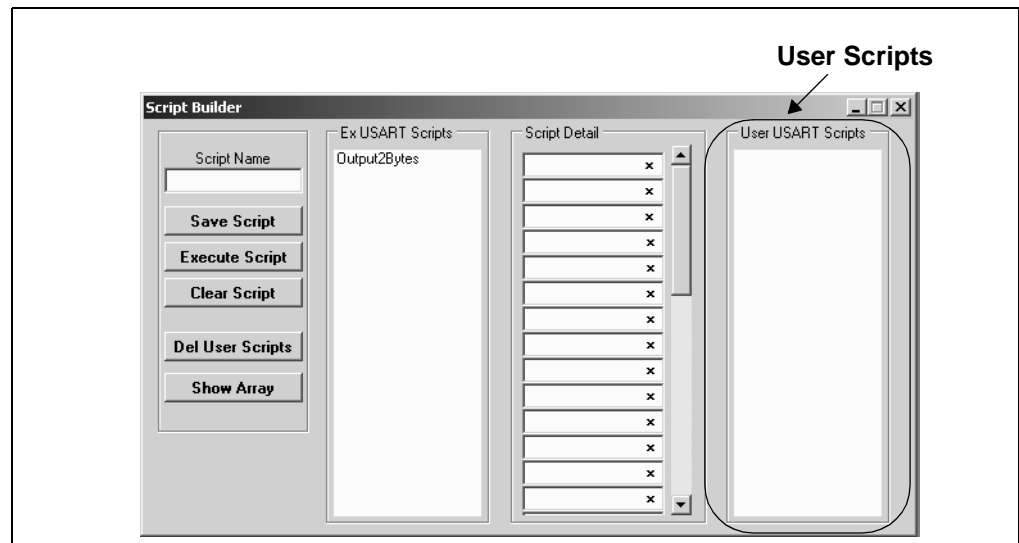 User Scripts
Script Builder
Script Name
Save Script
Execute Script
Clear Script
Del User Scripts
Show Array
Ex USART Scripts
Output2Bytes
Script Detail
x
x
x
x
x
x
x
x
x
x
x
x
x
x
User USART Scripts